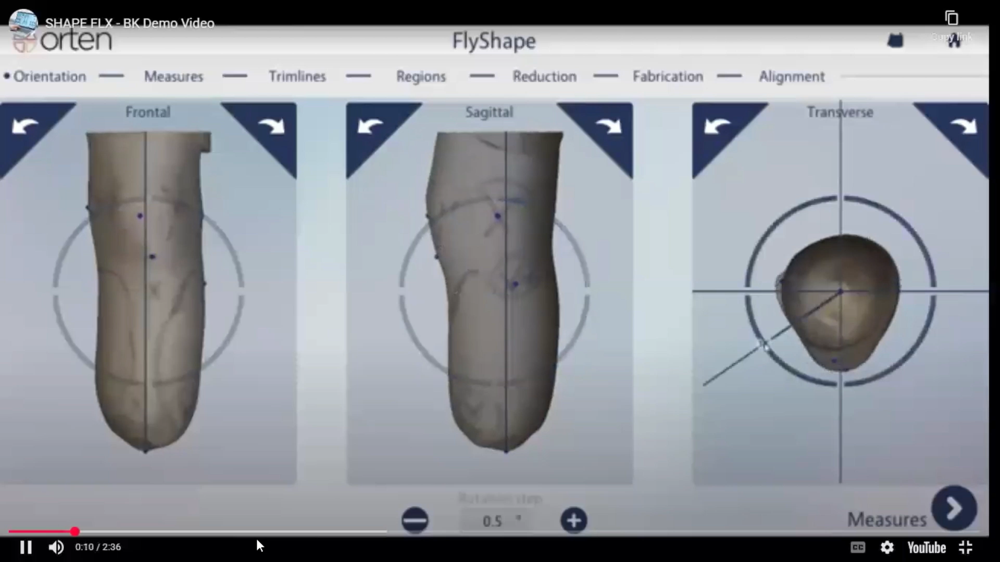 SHAPE FLX - BK Demo Video
Copy link
orten
FlyShape
Orientation
Measures
Trimlines
Regions
Reduction
Fabrication
Alignment
Frontal
Sagittal
Transverse
Rotation step
0.5 °
Measures
0:10 / 2:36
CC
YouTube